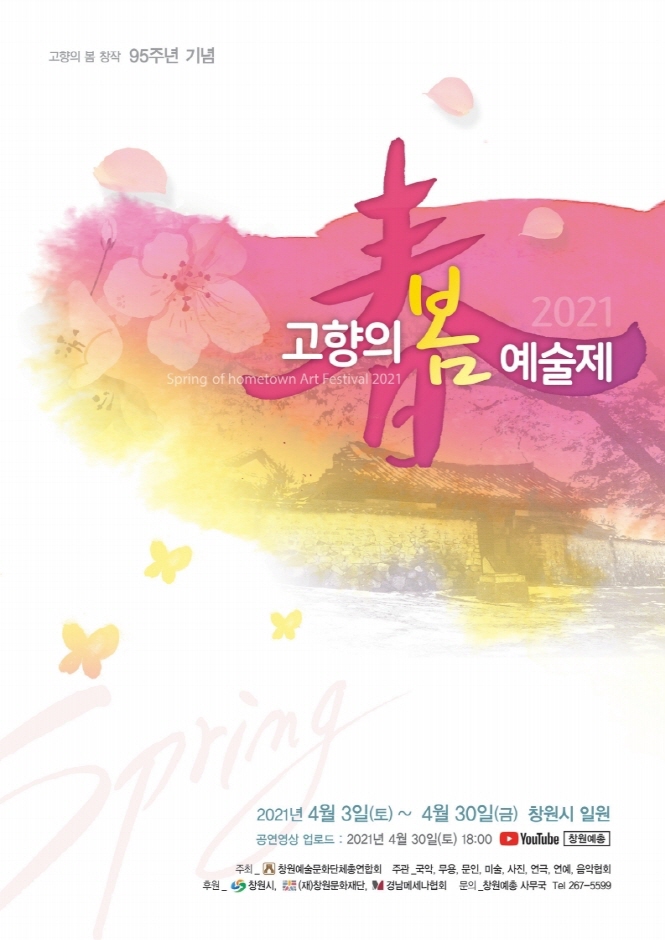 고향의 봄 창작 95주년 기념
春
2021
고향의 봄 예술제
Spring of hometown Art Festival 2021
Spring
2021년 4월 3일(토) ~ 4월 30일(금) 창원시 일원
공연영상 업로드 : 2021년 4월 30일(토) 18:00 YouTube 창원예총
주최_ 창원예술문화단체총연합회 주관_국악, 무용, 문인, 미술, 사진, 연극, 연예, 음악협회
후원_ 창원시, (재)창원문화재단, 경남메세나협회 문의_창원예총 사무국 Tel 267-5599